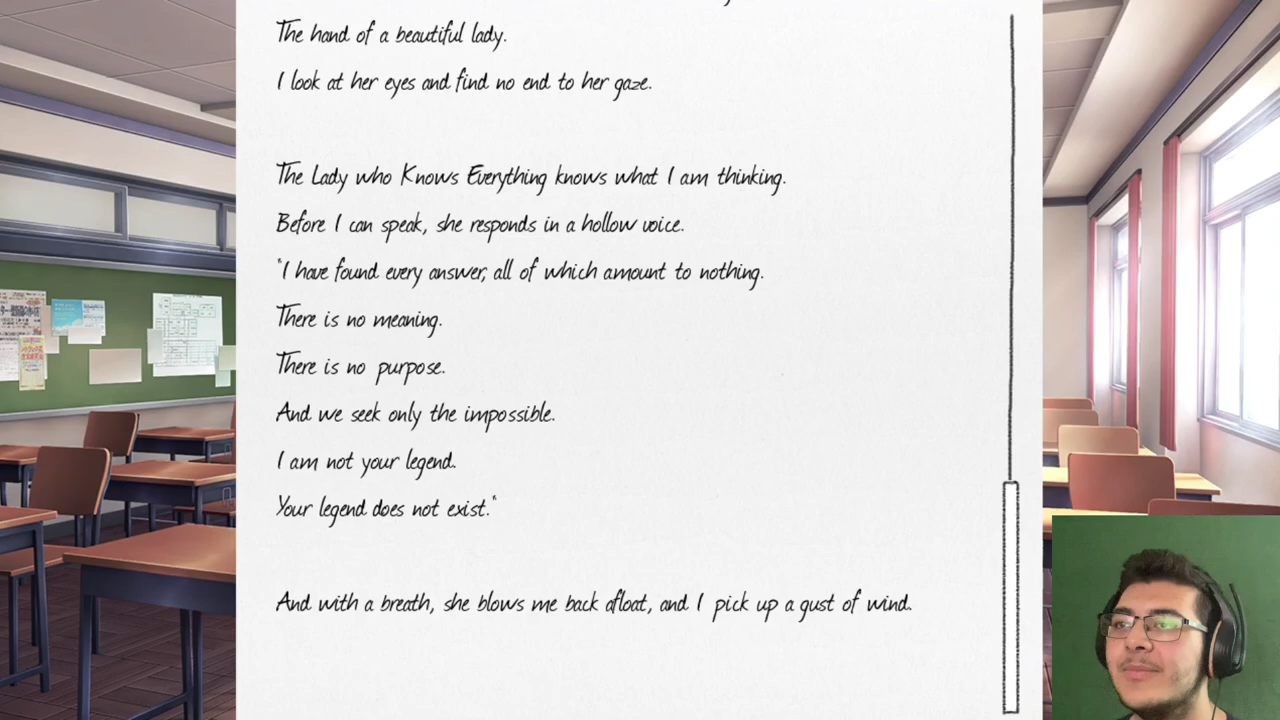 The hand of a beautiful lady.
I look at her eyes and find no end to her gaze.
The Lady who Knows Everything knows what I am thinking.
Before I can speak, she responds in a hollow voice.
"I have found every answer, all of which amount to nothing.
There is no meaning.
There is no purpose.
And we seek only the impossible.
I am not your legend.
Your legend does not exist."
And with a breath, she blows me back afloat, and I pick up a gust of wind.